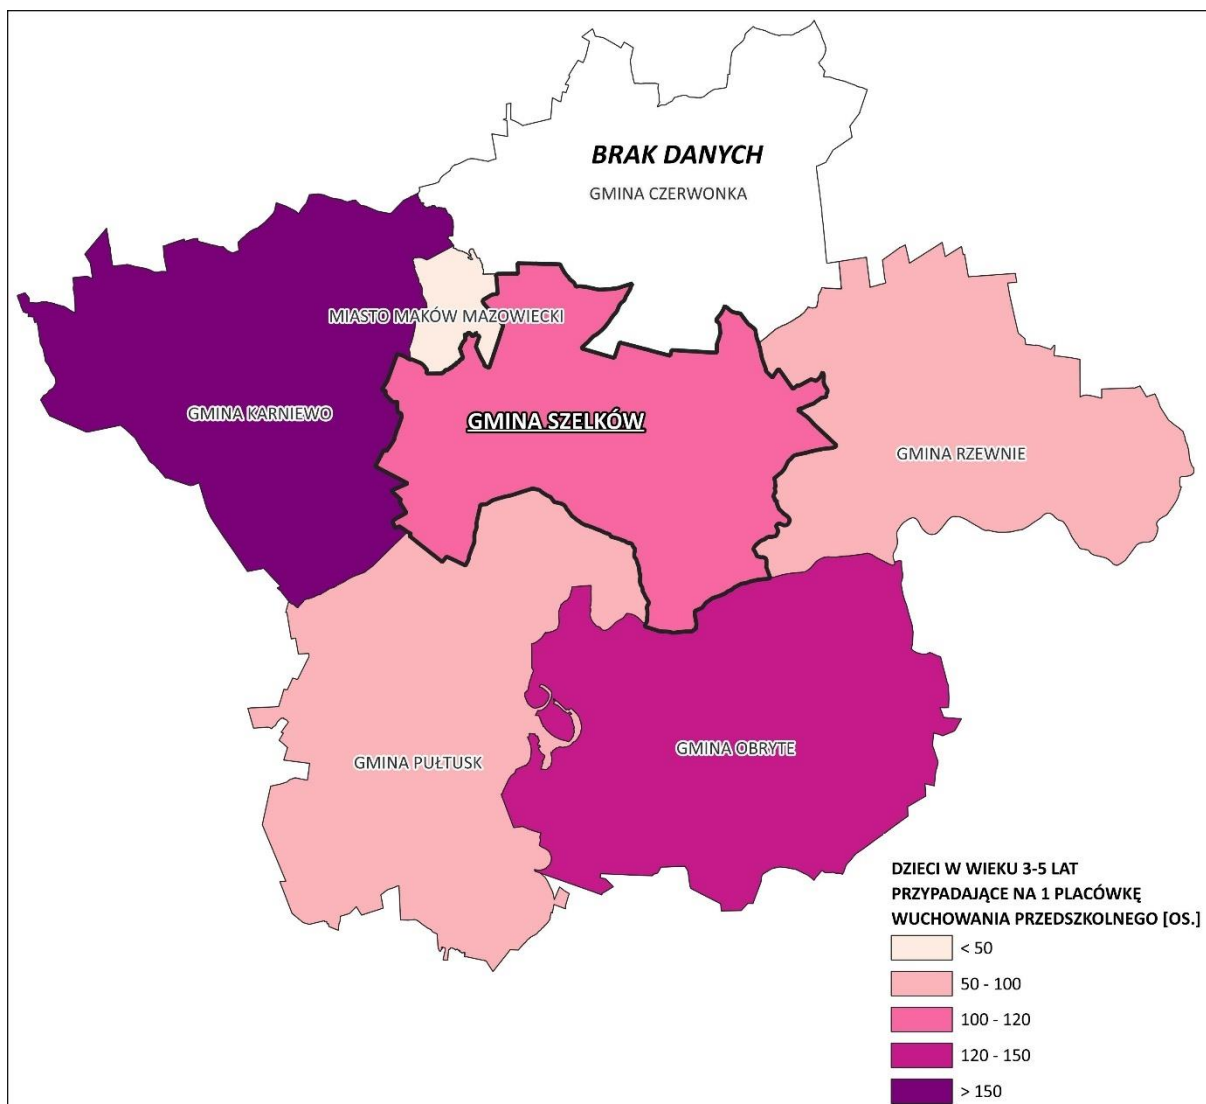 BRAK DANYCH
GMINA CZERWONKA
MIASTO MAKÓW MAZOWIECKI
GMINA KARNIEWO
GMINA SZELKÓW
GMINA RZEWNIE
GMINA PUŁTUSK
GMINA OBRYTE
DZIECI W WIEKU 3-5 LAT
PRZYPADAJĄCE NA 1 PLACÓWKĘ
WUCHOWANIA PRZEDSZKOLNEGO [OS.]
< 50
50 - 100
100 - 120
120 - 150
> 150